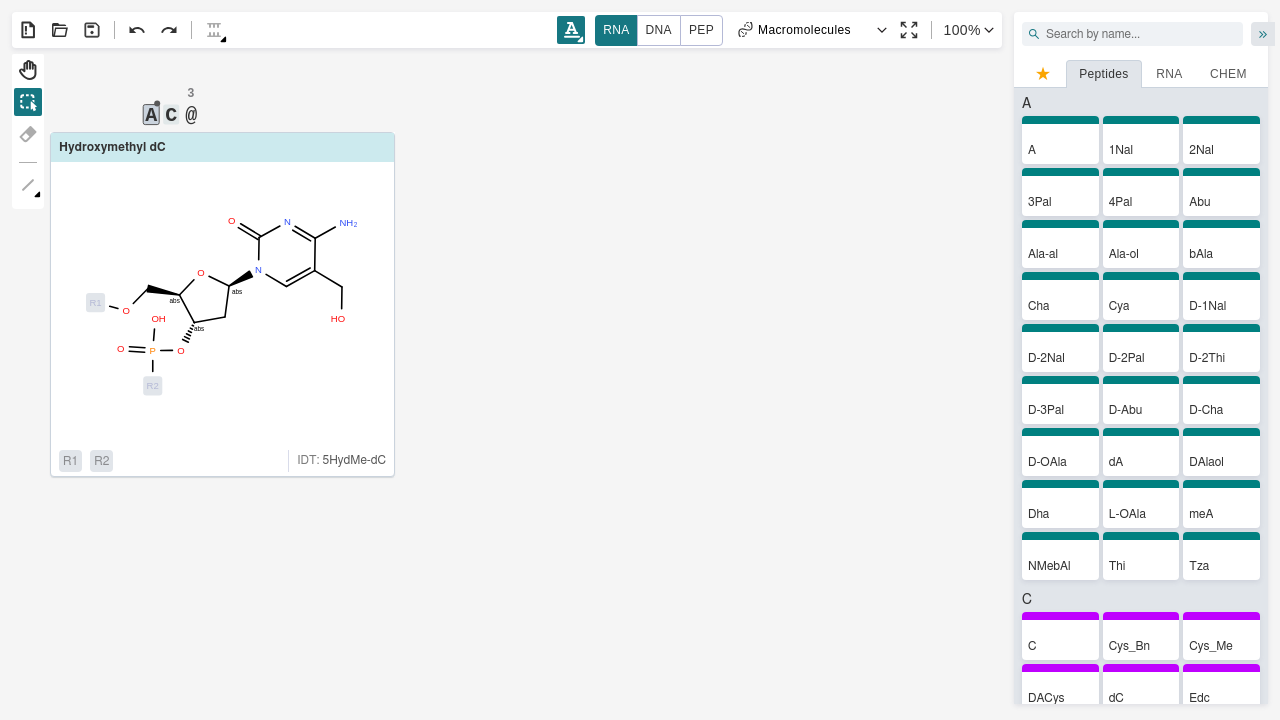 RNA DNA PEP Macromolecules 100%
Search by name...
Peptides RNA CHEM
3
A C @
Hydroxymethyl dC
O N NH₂
O N
abs abs
R1 O
OH HO
abs
O P O
R2
R1 R2 IDT: 5HydMe-dC
A
A 1Nal 2Nal
3Pal 4Pal Abu
Ala-al Ala-ol bAla
Cha Cya D-1Nal
D-2Nal D-2Pal D-2Thi
D-3Pal D-Abu D-Cha
D-OAla dA DAlaol
Dha L-OAla meA
NMebAl Thi Tza
C
C Cys_Bn Cys_Me
DACys dC Edc